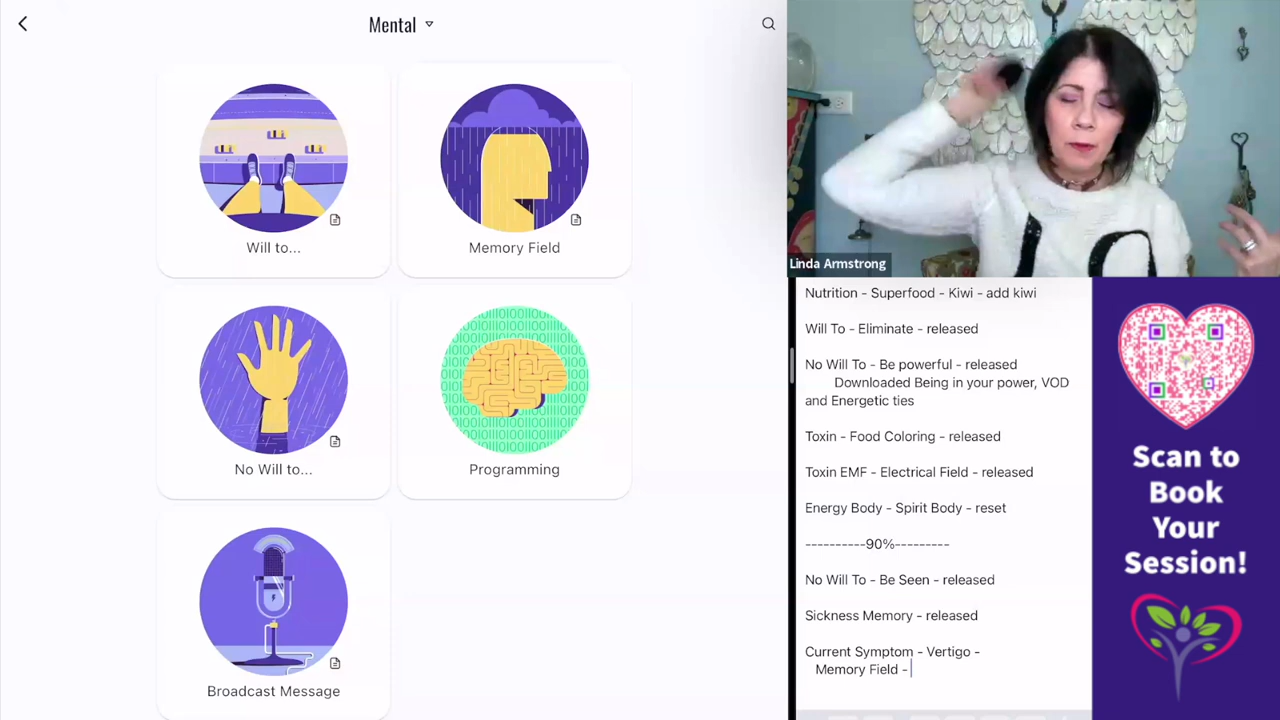 Mental
Will to...
Memory Field
No Will to...
Programming
Broadcast Message
Linda Armstrong
Nutrition - Superfood - Kiwi - add kiwi
Will To - Eliminate - released
No Will To - Be powerful - released
Downloaded Being in your power, VOD
and Energetic ties
Toxin - Food Coloring - released
Toxin EMF - Electrical Field - released
Energy Body - Spirit Body - reset
----------90%---------
No Will To - Be Seen - released
Sickness Memory - released
Current Symptom - Vertigo -
Memory Field -
Scan to
Book
Your
Session!